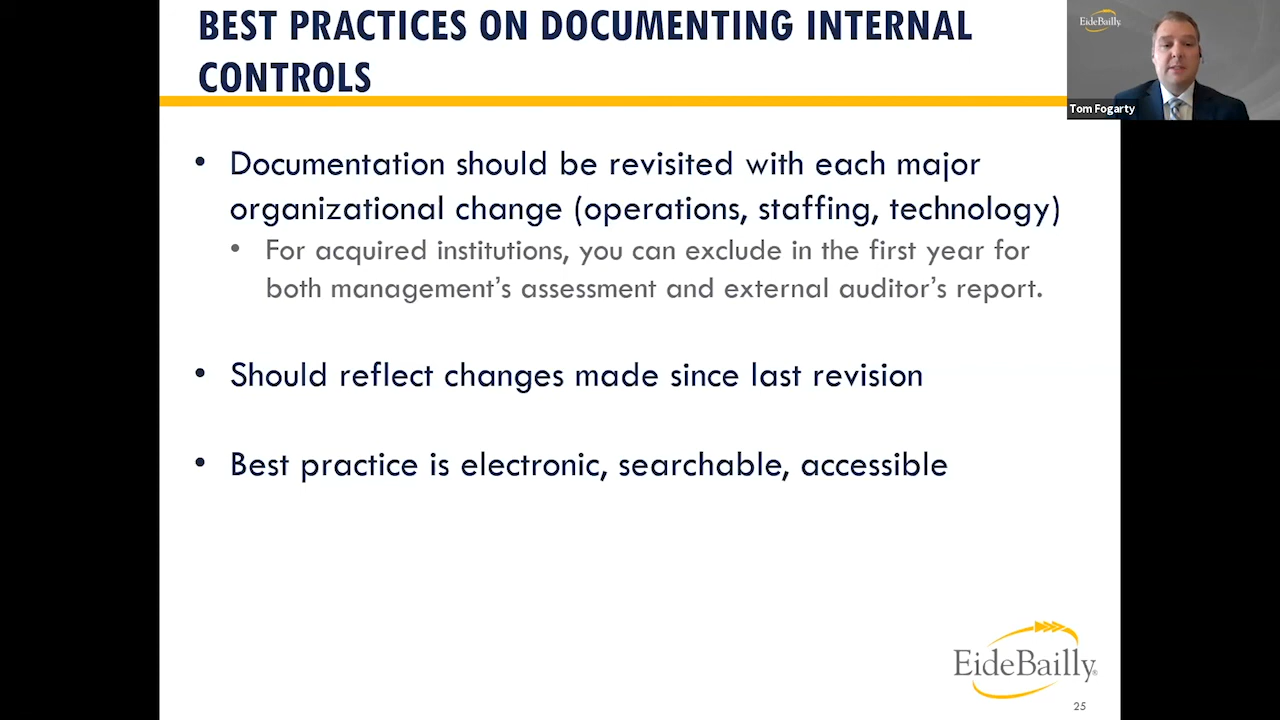 BEST PRACTICES ON DOCUMENTING INTERNAL
CONTROLS
EideBailly.
Tom Fogarty
• Documentation should be revisited with each major
organizational change (operations, staffing, technology)
• For acquired institutions, you can exclude in the first year for
both management’s assessment and external auditor’s report.
• Should reflect changes made since last revision
• Best practice is electronic, searchable, accessible
EideBailly®
25